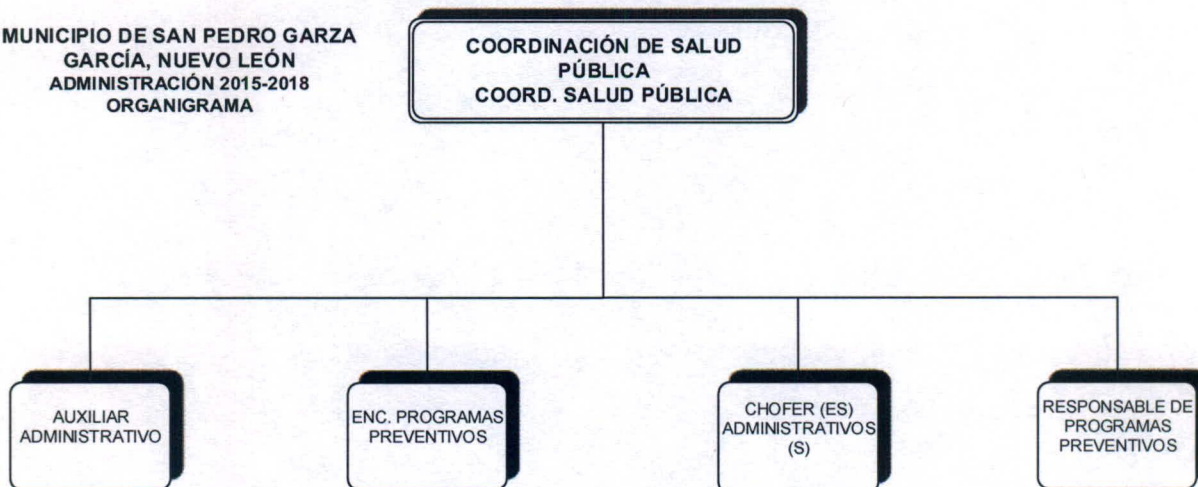 MUNICIPIO DE SAN PEDRO GARZA
GARCÍA, NUEVO LEÓN
ADMINISTRACIÓN 2015-2018
ORGANIGRAMA
COORDINACIÓN DE SALUD
PÚBLICA
COORD. SALUD PÚBLICA
AUXILIAR
ADMINISTRATIVO
ENC. PROGRAMAS
PREVENTIVOS
CHOFER (ES)
ADMINISTRATIVOS
(S)
RESPONSABLE DE
PROGRAMAS
PREVENTIVOS